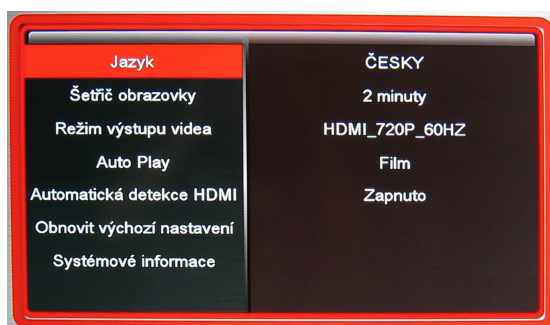 Jazyk ČESKY
Šetřič obrazovky 2 minuty
Režim výstupu videa HDMI_720P_60HZ
Auto Play Film
Automatická detekce HDMI Zapnuto
Obnovit výchozí nastavení
Systémové informace